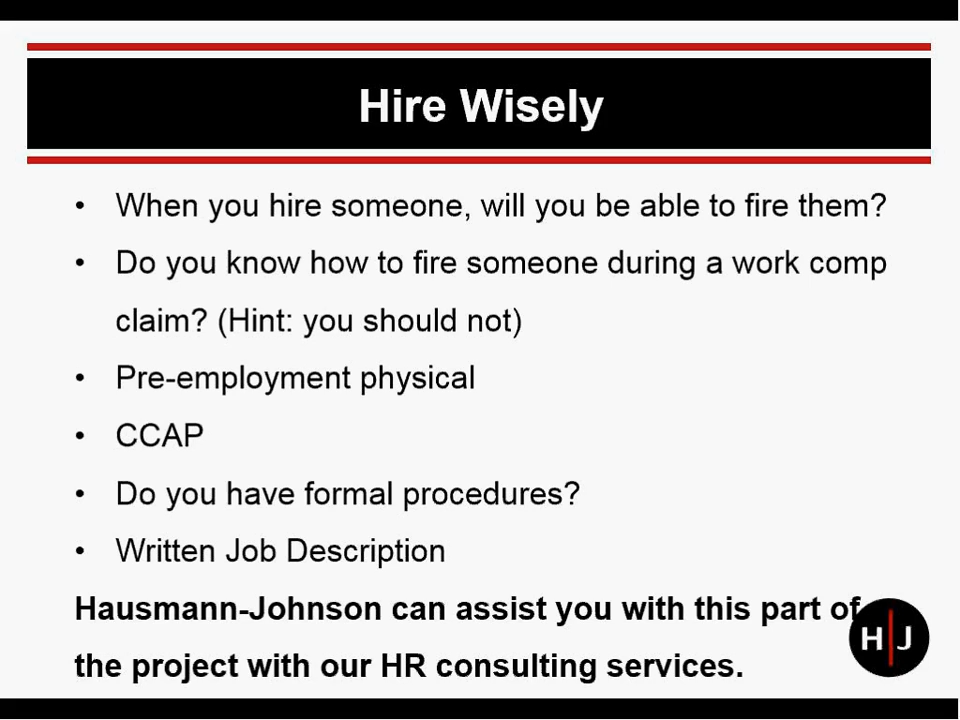 Hire Wisely
• When you hire someone, will you be able to fire them?
• Do you know how to fire someone during a work comp
claim? (Hint: you should not)
• Pre-employment physical
• CCAP
• Do you have formal procedures?
• Written Job Description
Hausmann-Johnson can assist you with this part of
the project with our HR consulting services.
H J